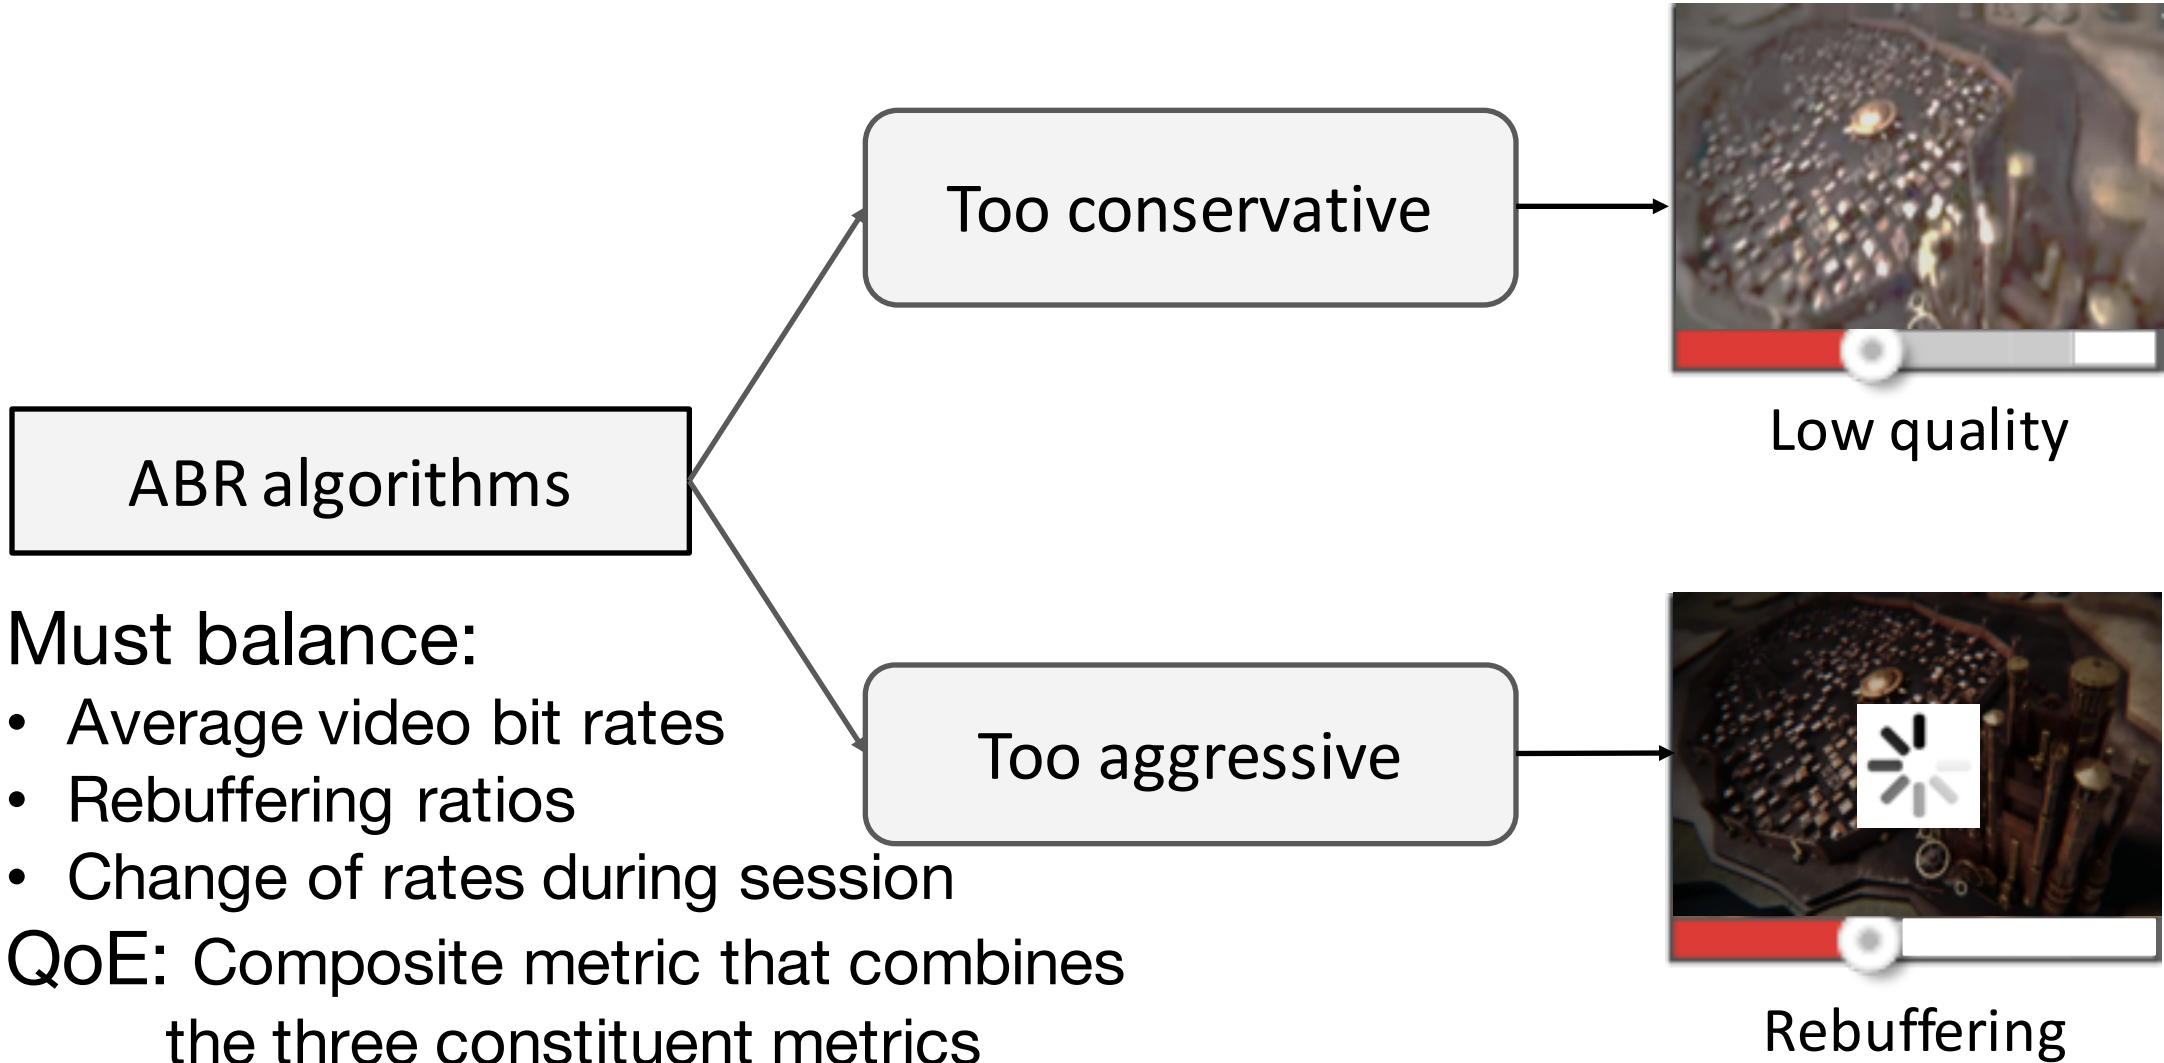 Too conservative
Low quality
ABR algorithms
Must balance:
• Average video bit rates
• Rebuffering ratios
• Change of rates during session
QoE: Composite metric that combines
the three constituent metrics
Too aggressive
Rebuffering